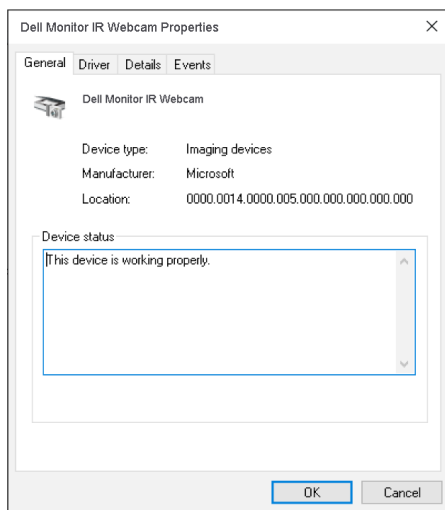 Dell Monitor IR Webcam Properties
General Driver Details Events
Dell Monitor IR Webcam
Device type: Imaging devices
Manufacturer: Microsoft
Location: 0000.0014.0000.005.000.000.000.000.000
Device status
This device is working properly.
OK Cancel